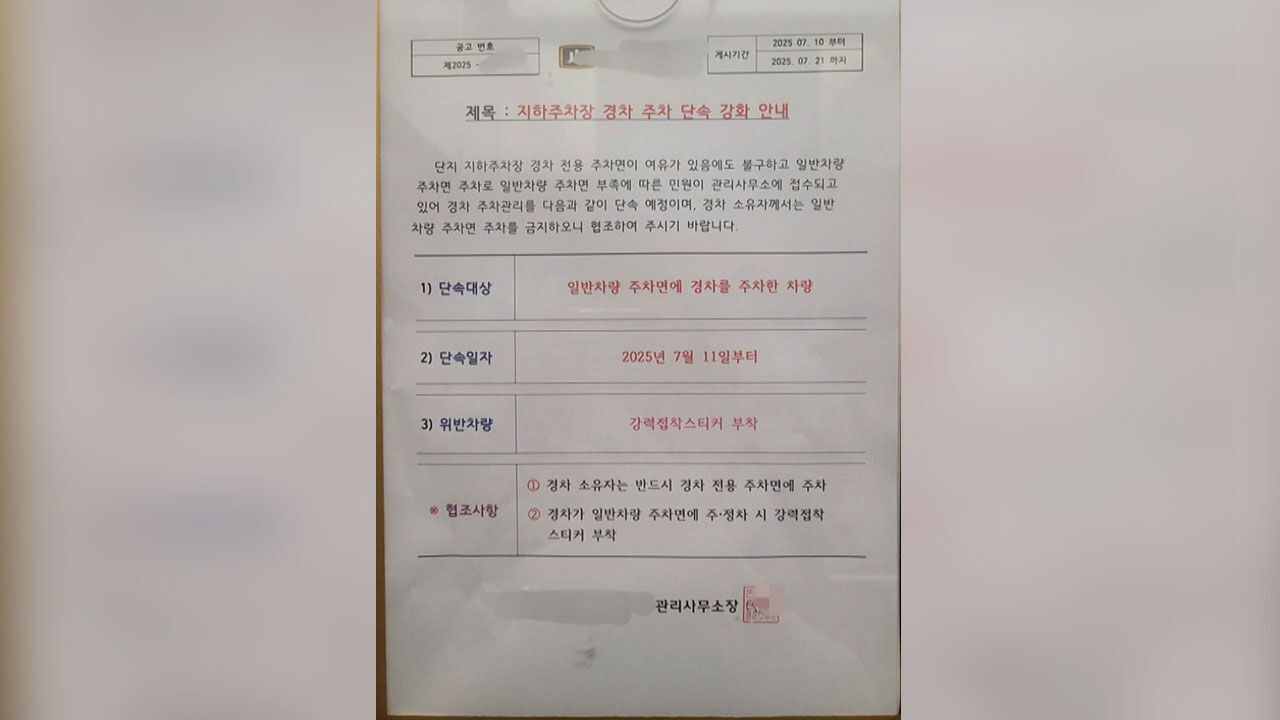 공고 번호
제2025 -
게시기간
2025 07. 10 부터
2025. 07. 21 까지
제목 : 지하주차장 경차 주차 단속 강화 안내
단지 지하주차장 경차 전용 주차면이 여유가 있음에도 불구하고 일반차량
주차면 주차로 일반차량 주차면 부족에 따른 민원이 관리사무소에 접수되고
있어 경차 주차관리를 다음과 같이 단속 예정이며, 경차 소유자께서는 일반
차량 주차면 주차를 금지하오니 협조하여 주시기 바랍니다.
1) 단속대상
일반차량 주차면에 경차를 주차한 차량
2) 단속일자
2025년 7월 11일부터
3) 위반차량
강력접착스티커 부착
※ 협조사항
① 경차 소유자는 반드시 경차 전용 주차면에 주차
② 경차가 일반차량 주차면에 주·정차 시 강력접착
스티커 부착
관리사무소장